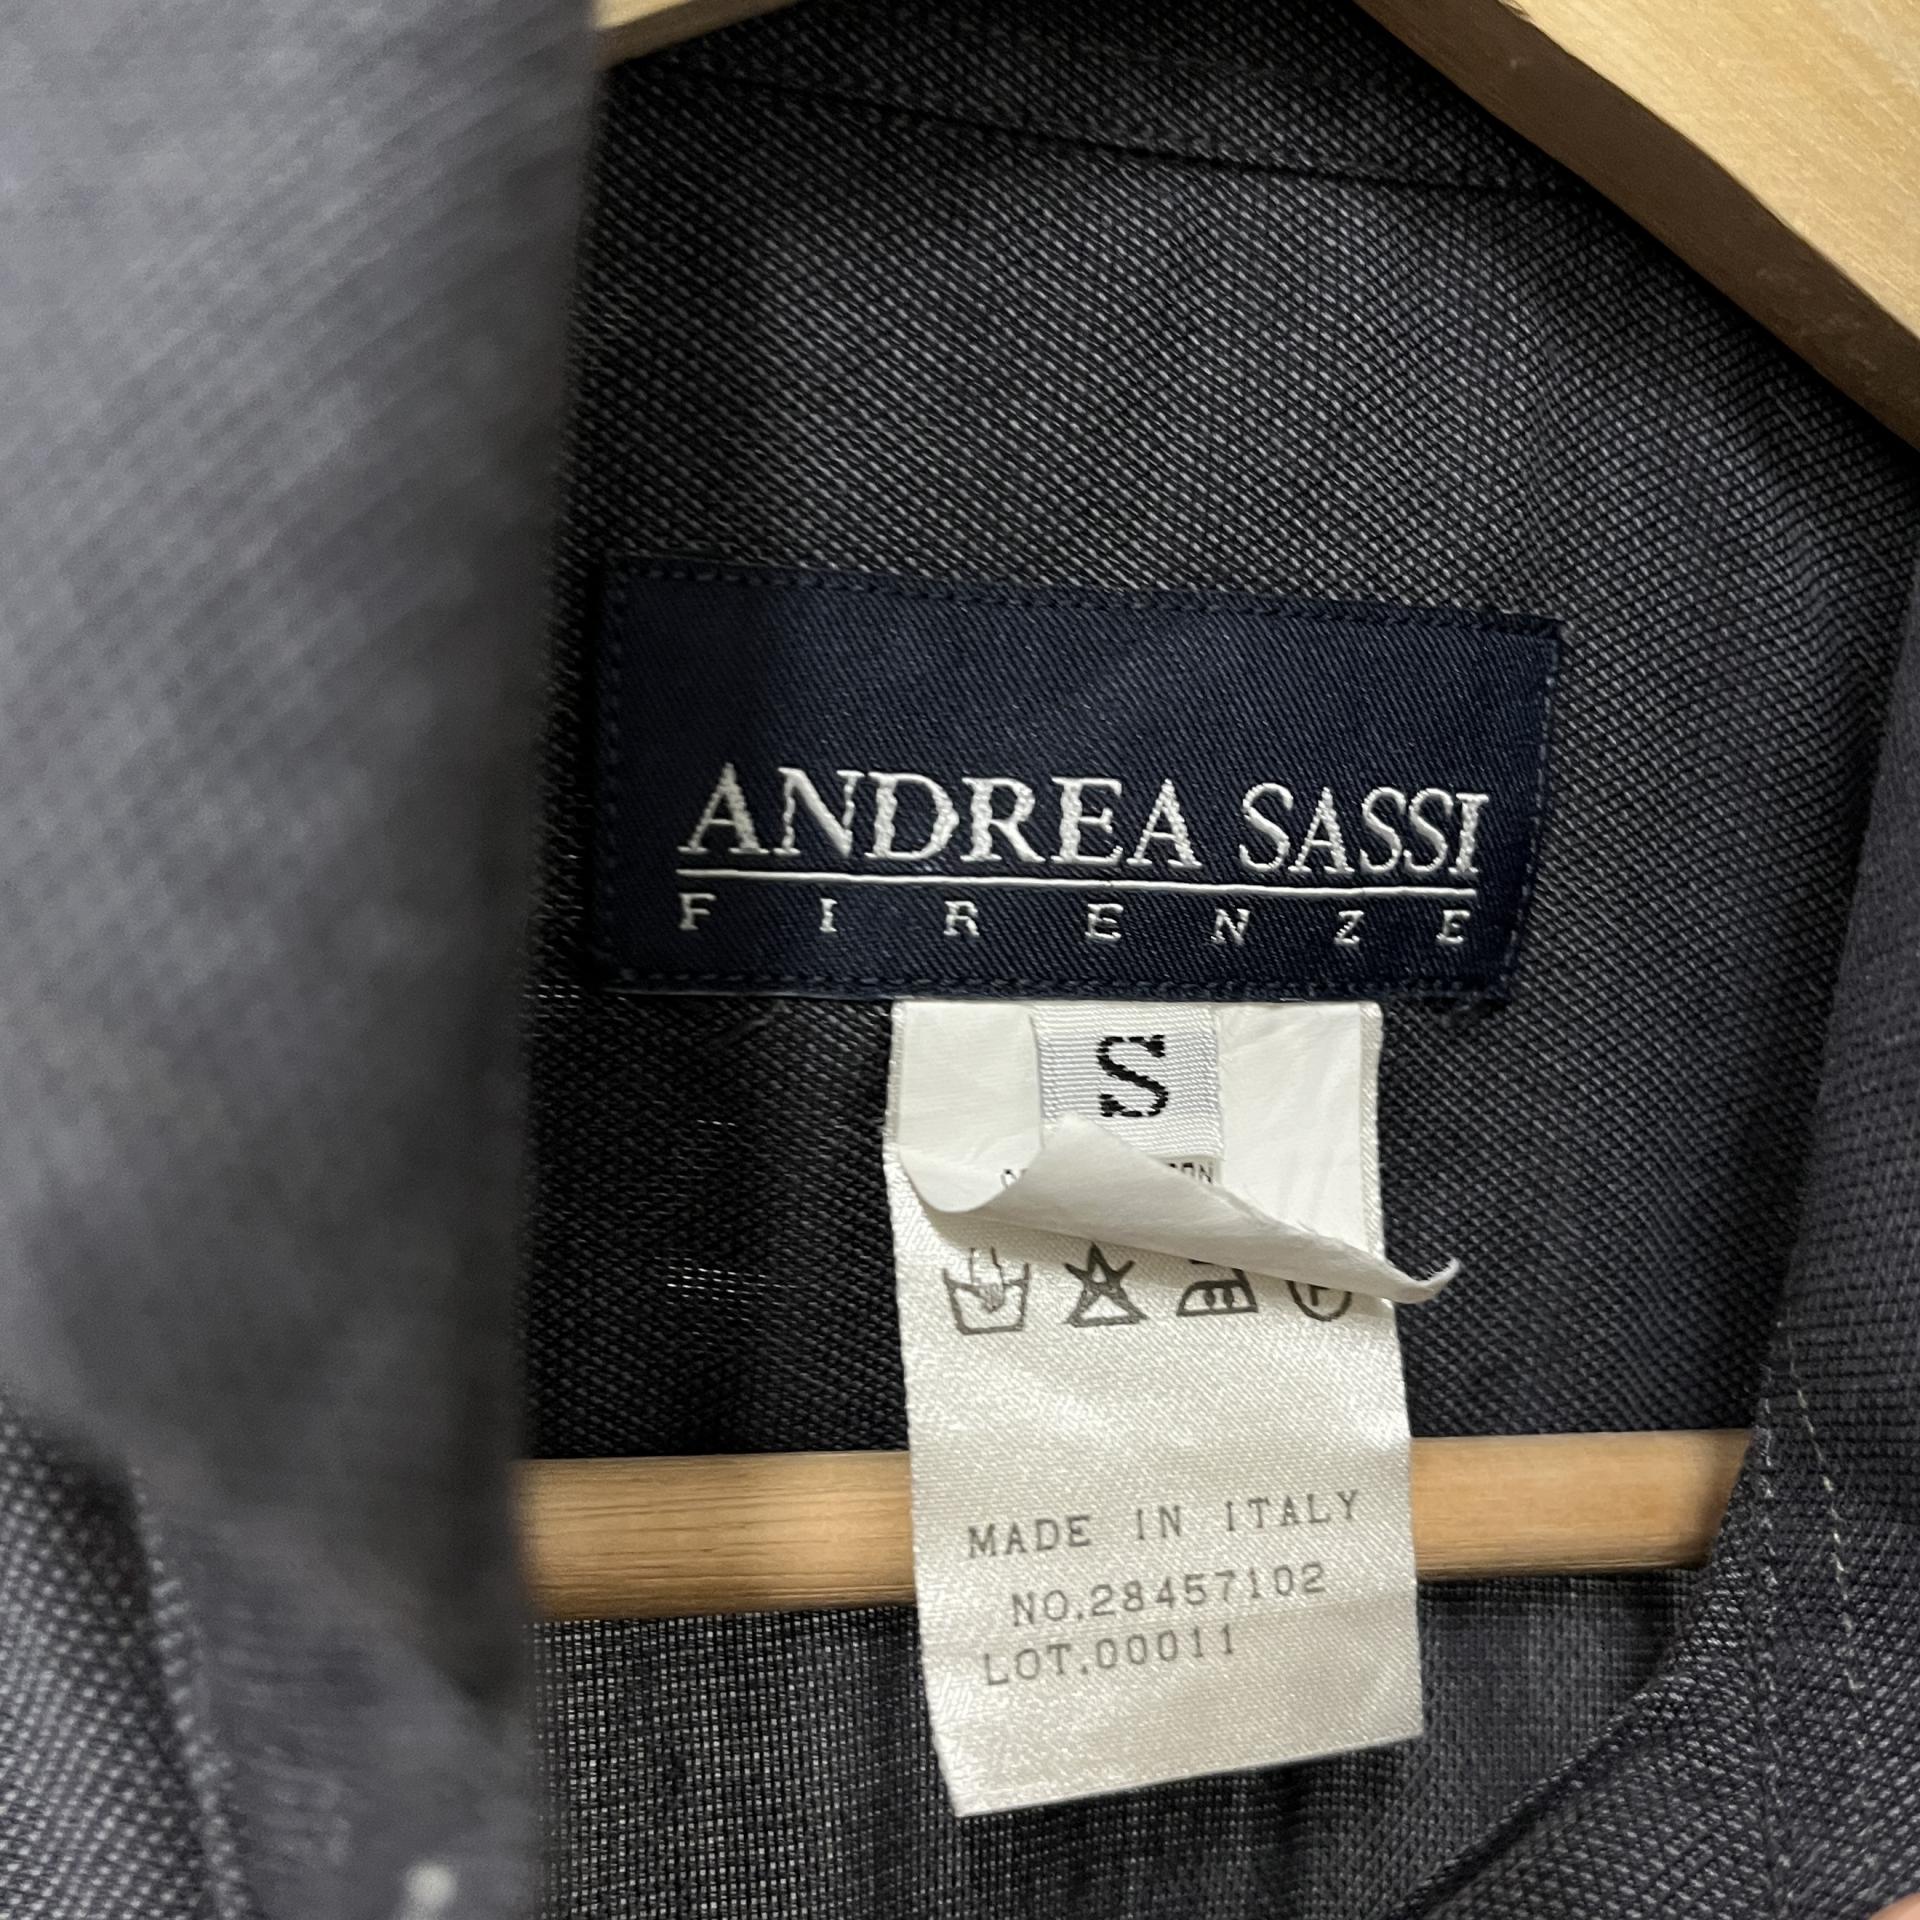 ANDREA SASSI
FIRENZE
S
MADE IN ITALY
NO.28457102
LOT.00011